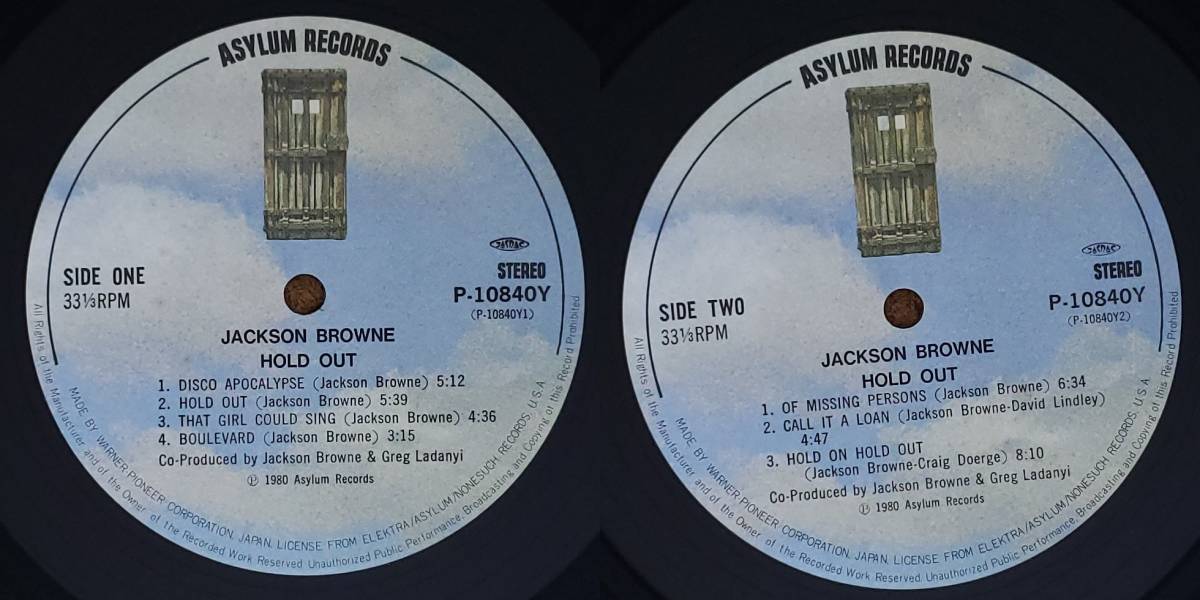 ASYLUM RECORDS
SIDE ONE
33⅓RPM
JASRAC
STEREO
P-10840Y
(P-10840Y1)
JACKSON BROWNE
HOLD OUT
1. DISCO APOCALYPSE (Jackson Browne) 5:12
2. HOLD OUT (Jackson Browne) 5:39
3. THAT GIRL COULD SING (Jackson Browne) 4:36
4. BOULEVARD (Jackson Browne) 3:15
Co-Produced by Jackson Browne & Greg Ladanyi
Ⓟ 1980 Asylum Records
MADE BY WARNER-PIONEER CORPORATION, JAPAN. LICENSE FROM ELEKTRA/ASYLUM/NONESUCH RECORDS, U.S.A.
All Rights of the Manufacturer and of the Owner of the Recorded Work Reserved Unauthorized Public Performance, Broadcasting and Copying of this Record Prohibited
ASYLUM RECORDS
SIDE TWO
33⅓RPM
JASRAC
STEREO
P-10840Y
(P-10840Y2)
JACKSON BROWNE
HOLD OUT
1. OF MISSING PERSONS (Jackson Browne) 6:34
2. CALL IT A LOAN (Jackson Browne-David Lindley)
4:47
3. HOLD ON HOLD OUT
(Jackson Browne-Craig Doerge) 8:10
Co-Produced by Jackson Browne & Greg Ladanyi
Ⓟ 1980 Asylum Records
MADE BY WARNER-PIONEER CORPORATION, JAPAN. LICENSE FROM ELEKTRA/ASYLUM/NONESUCH RECORDS, U.S.A.
All Rights of the Manufacturer and of the Owner of the Recorded Work Reserved. Unauthorized Public Performance, Broadcasting and Copying of this Record Prohibited